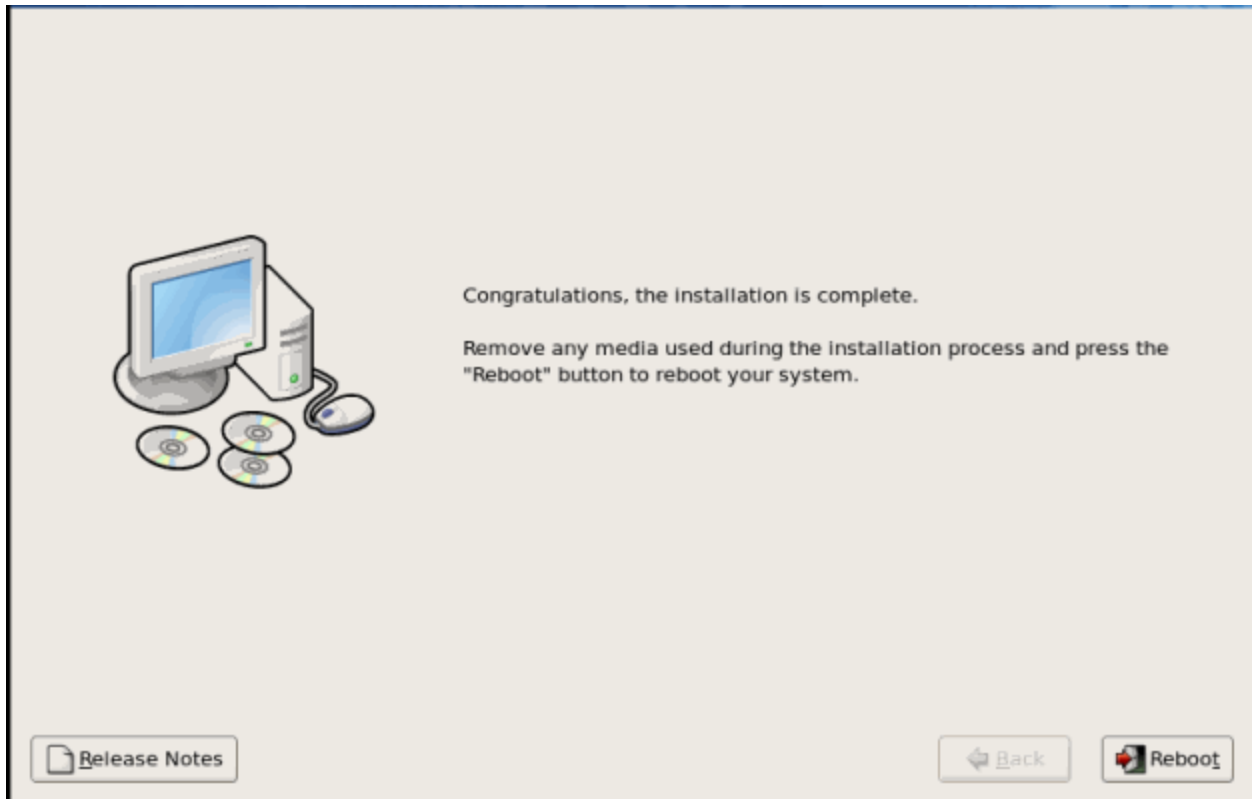 Congratulations, the installation is complete.
Remove any media used during the installation process and press the
"Reboot" button to reboot your system.
Release Notes
Back
Reboot